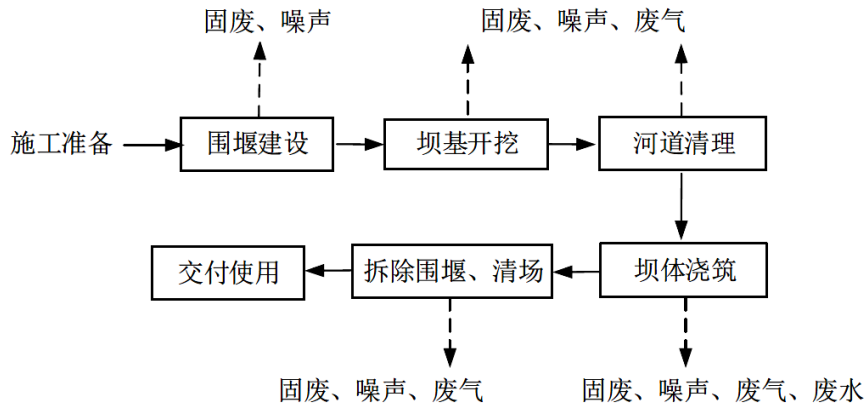 固废、噪声
固废、噪声、废气
施工准备
围堰建设
坝基开挖
河道清理
交付使用
拆除围堰、清场
坝体浇筑
固废、噪声、废气
固废、噪声、废气、废水